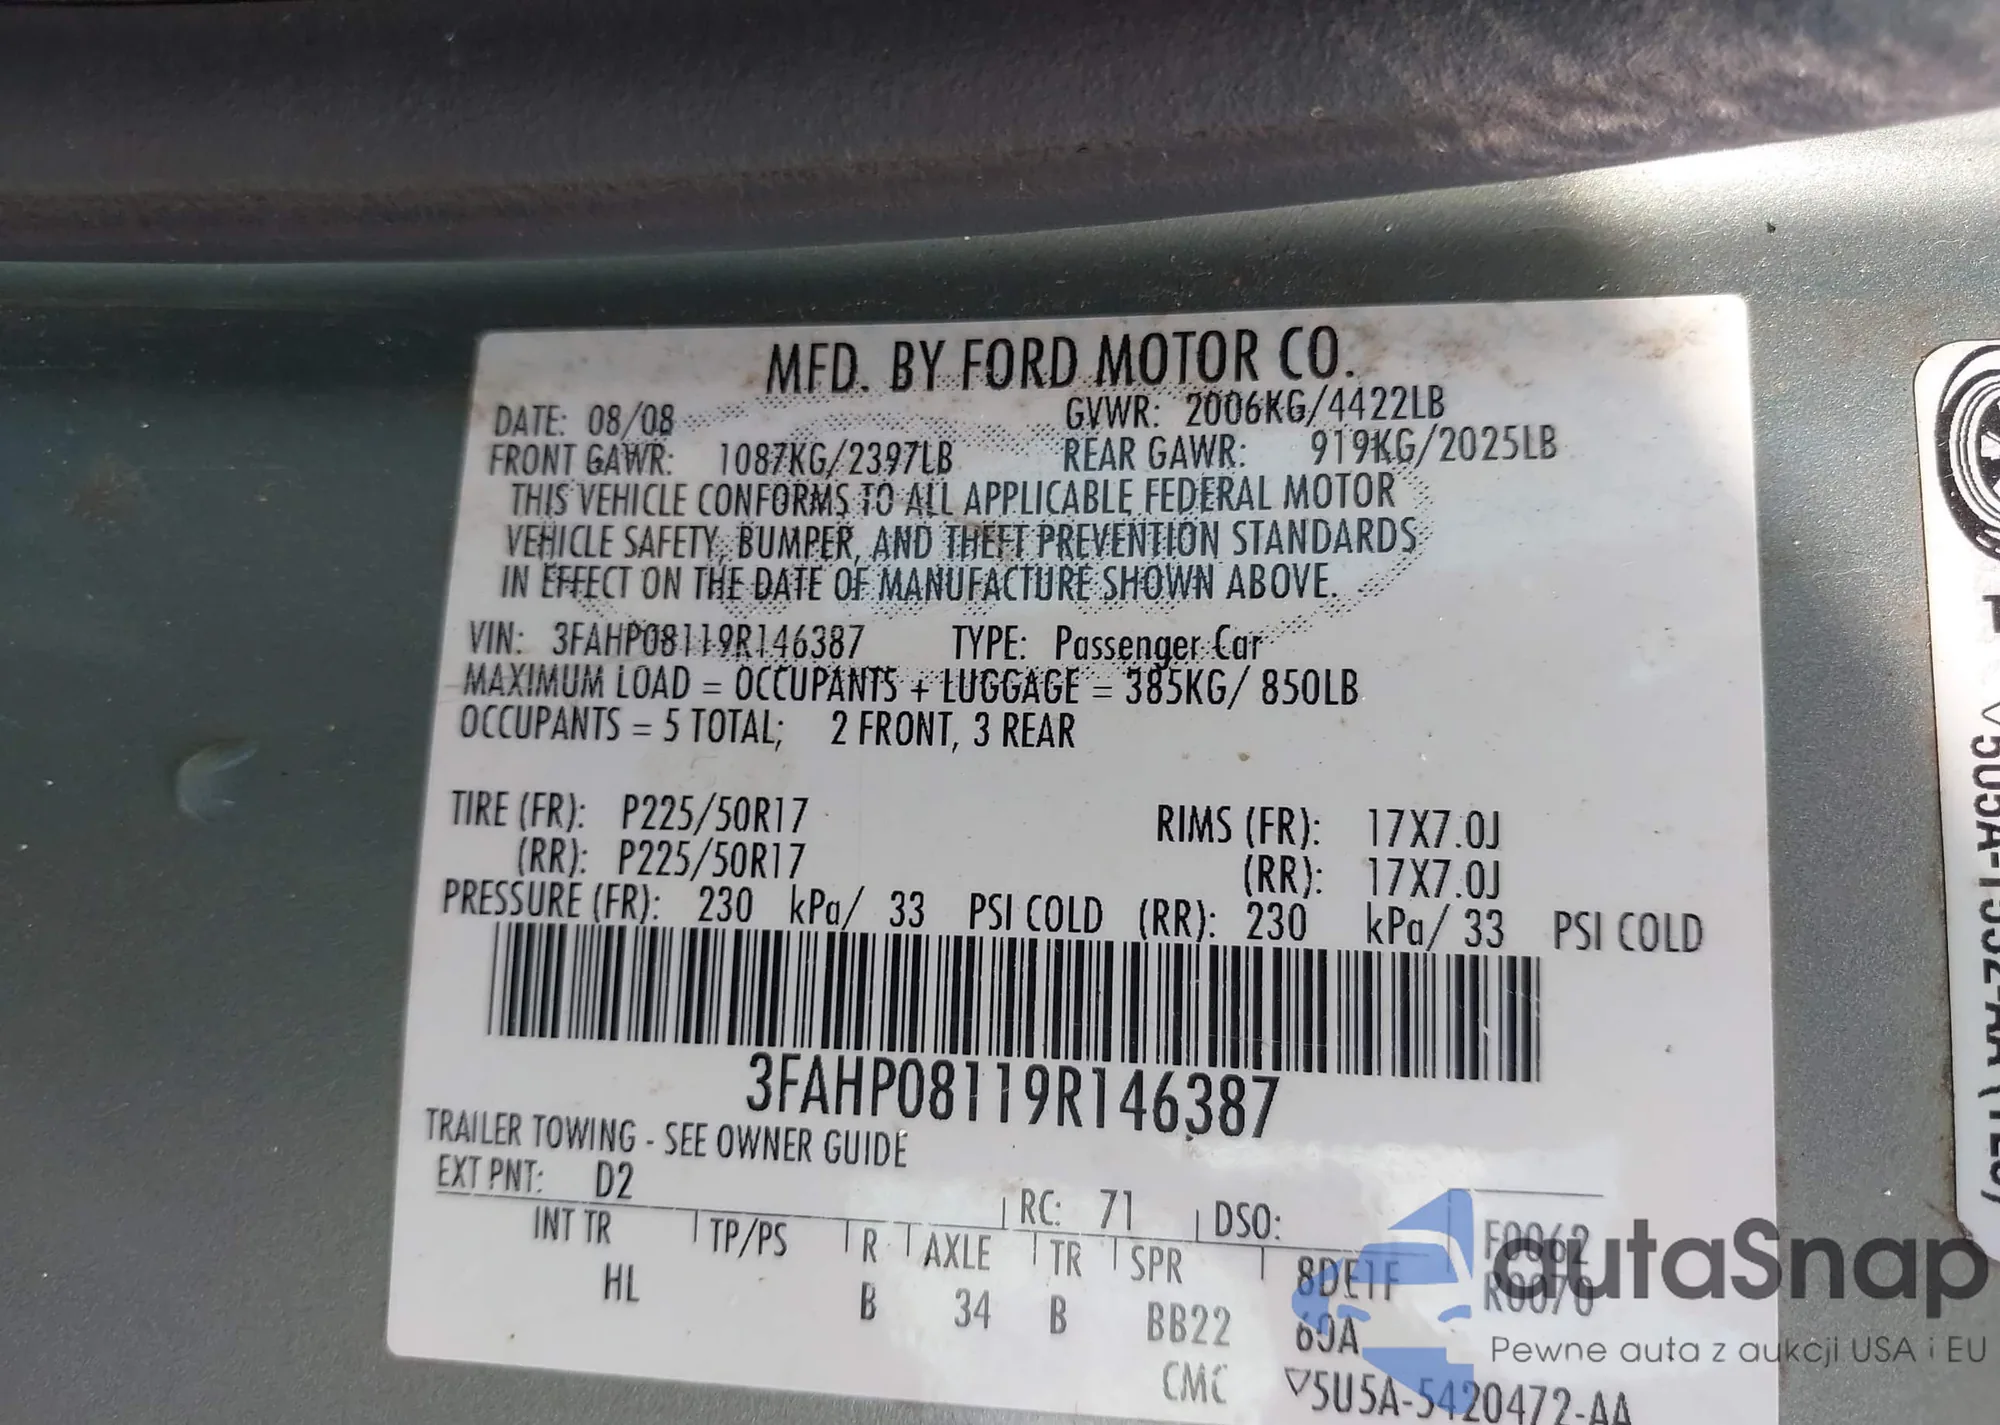 MFD. BY FORD MOTOR CO.
DATE: 08/08 GVWR: 2006KG/4422LB
FRONT GAWR: 1087KG/2397LB REAR GAWR: 919KG/2025LB
THIS VEHICLE CONFORMS TO ALL APPLICABLE FEDERAL MOTOR
VEHICLE SAFETY, BUMPER, AND THEFT PREVENTION STANDARDS
IN EFFECT ON THE DATE OF MANUFACTURE SHOWN ABOVE.
VIN: 3FAHP08119R146387 TYPE: Passenger Car
MAXIMUM LOAD = OCCUPANTS + LUGGAGE = 385KG/ 850LB
OCCUPANTS = 5 TOTAL; 2 FRONT, 3 REAR
TIRE (FR): P225/50R17 RIMS (FR): 17X7.0J
(RR): P225/50R17 (RR): 17X7.0J
PRESSURE (FR): 230 kPa/ 33 PSI COLD (RR): 230 kPa/ 33 PSI COLD
3FAHP08119R146387
TRAILER TOWING - SEE OWNER GUIDE
EXT PNT: D2 RC: 71 DSO: F0062
INT TR TP/PS R AXLE TR SPR 8DE1F R0070
HL B 34 B BB22 60A
CMC ▽5U5A-5420472-AA
autaSnap
Pewne auta z aukcji USA i EU